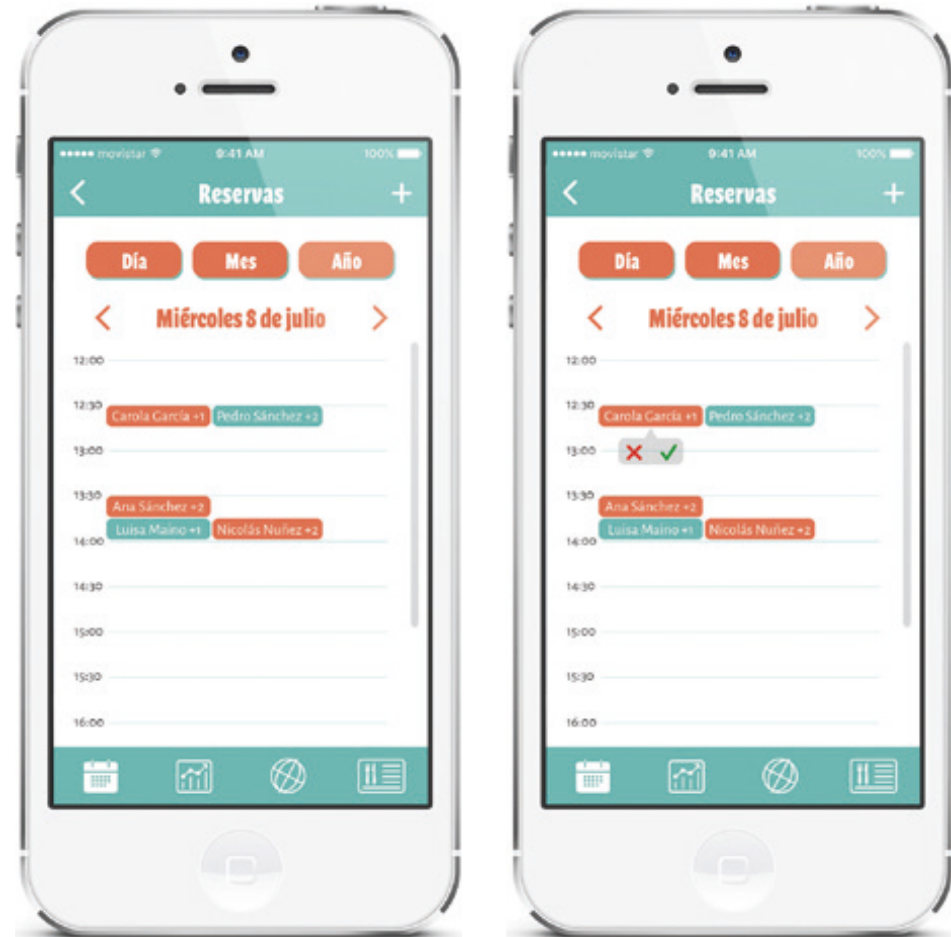 movistar 9:41 AM 100%
Reservas
Día Mes Año
Miércoles 8 de julio
12:00
12:30
Carola García +1 Pedro Sánchez +2
13:00
13:30
Ana Sánchez +2
Luisa Maino +1 Nicolás Nuñez +2
14:00
14:30
15:00
15:30
16:00
movistar 9:41 AM 100%
Reservas
Día Mes Año
Miércoles 8 de julio
12:00
12:30
Carola García +1 Pedro Sánchez +2
13:00
13:30
Ana Sánchez +2
Luisa Maino +1 Nicolás Nuñez +2
14:00
14:30
15:00
15:30
16:00